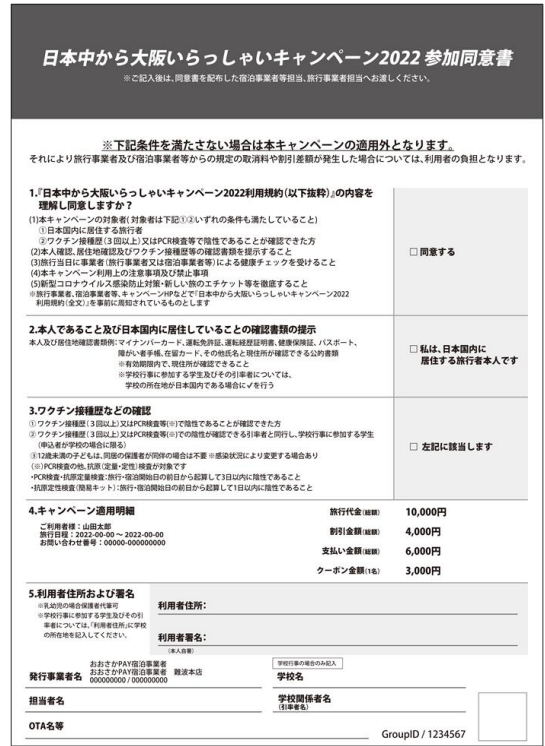 日本中から大阪いらっしゃいキャンペーン2022 参加同意書
※ご記入後は、同意書を配布した宿泊事業者等担当、旅行事業者担当へお渡しください。
※下記条件を満たさない場合は本キャンペーンの適用外となります。
それにより旅行事業者及び宿泊事業者等からの規定の取消料や割引差額が発生した場合については、利用者の負担となります。
1.『日本中から大阪いらっしゃいキャンペーン2022利用規約(以下抜粋)』の内容を
理解し同意しますか？
(1)本キャンペーンの対象者(対象者は下記①②いずれの条件も満たしていること)
①日本国内に居住する旅行者
②ワクチン接種歴(3回以上)又はPCR検査等で陰性であることが確認できた方
(2)本人確認、居住地確認及びワクチン接種歴等の確認書類を提示すること
(3)旅行当日に事業者(旅行事業者又は宿泊事業者等)による健康チェックを受けること
(4)本キャンペーン利用上の注意事項及び禁止事項
(5)新型コロナウイルス感染防止対策・新しい旅のエチケット等を徹底すること
※旅行業者、宿泊事業者等、キャンペーンHPなどで『日本中から大阪いらっしゃいキャンペーン2022
利用規約(全文)』を事前に周知されているものとします
□ 同意する
2.本人であること及び日本国内に居住していることの確認書類の提示
本人及び居住地確認書類例：マイナンバーカード、運転免許証、運転経歴証明書、健康保険証、パスポート、
障がい者手帳、在留カード、その他氏名と現住所が確認できる公的書類
※有効期限内で、現住所が確認できること
※学校行事に参加する学生及びその引率者については、
学校の所在地が日本国内である場合に✓を行う
□ 私は、日本国内に
居住する旅行者本人です
3.ワクチン接種歴などの確認
①ワクチン接種歴(3回以上)又はPCR検査等(※)で陰性であることが確認できた方
②ワクチン接種歴(3回以上)又はPCR検査等(※)での陰性が確認できる引率者と同行し、学校行事に参加する学生
(申込者が学校の場合に限る)
③12歳未満の子どもは、同居の保護者が同伴の場合は不要 ※感染状況により変更する場合あり
(※)PCR検査の他、抗原(定量・定性)検査が対象です
・PCR検査・抗原定量検査：旅行・宿泊開始日の前日から起算して3日以内に陰性であること
・抗原定性検査(簡易キット)：旅行・宿泊開始日の前日から起算して1日以内に陰性であること
□ 左記に該当します
4.キャンペーン適用明細
ご利用者様：山田太郎
旅行日程：2022-00-00 ～ 2022-00-00
お問い合わせ番号：00000-000000000
旅行代金(総額) 10,000円
割引金額(総額) 4,000円
支払い金額(総額) 6,000円
クーポン金額(1名) 3,000円
5.利用者住所および署名
※乳幼児の場合保護者代筆可
※学校行事に参加する学生及びその引
率者については、「利用者住所」に学校
の所在地を記入してください。
利用者住所：
利用者署名：
(本人自署)
発行事業者名
おおさかPAY宿泊事業者
おおさかPAY宿泊事業者 難波本店
000000000 / 000000000
学校行事の場合のみ記入
学校名
担当者名
学校関係者名
(引率者名)
OTA名等
GroupID / 1234567